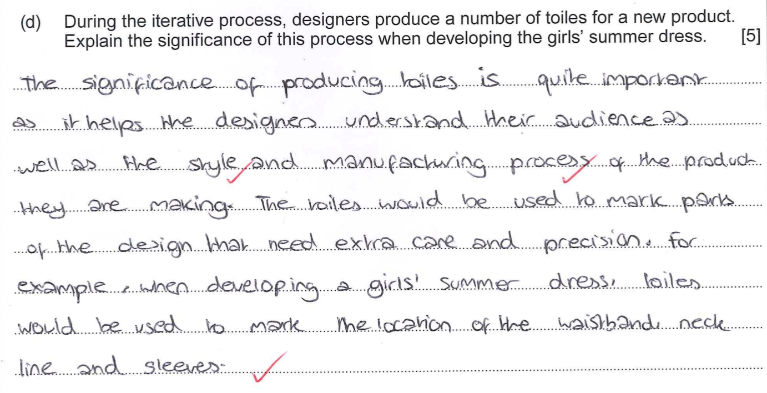 (d) During the iterative process, designers produce a number of toiles for a new product.
Explain the significance of this process when developing the girls' summer dress. [5]
The significance of producing toiles is quite important
as it helps the designers understand their audience as
well as the style and manufacturing process of the product
they are making. The toiles would be used to mark parts
of the design that need extra care and precision. For
example, when developing a girls' summer dress, toiles
would be used to mark the location of the waistband, neck
line and sleeves.